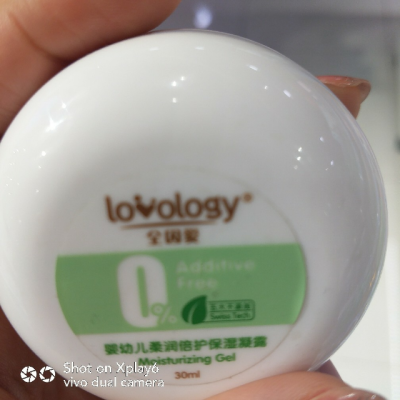 lovology®
全因爱
0%
Additive
Free
Swiss Tech
婴幼儿柔润倍护保湿凝露
Moisturizing Gel
30ml
Shot on Xplay6
vivo dual camera